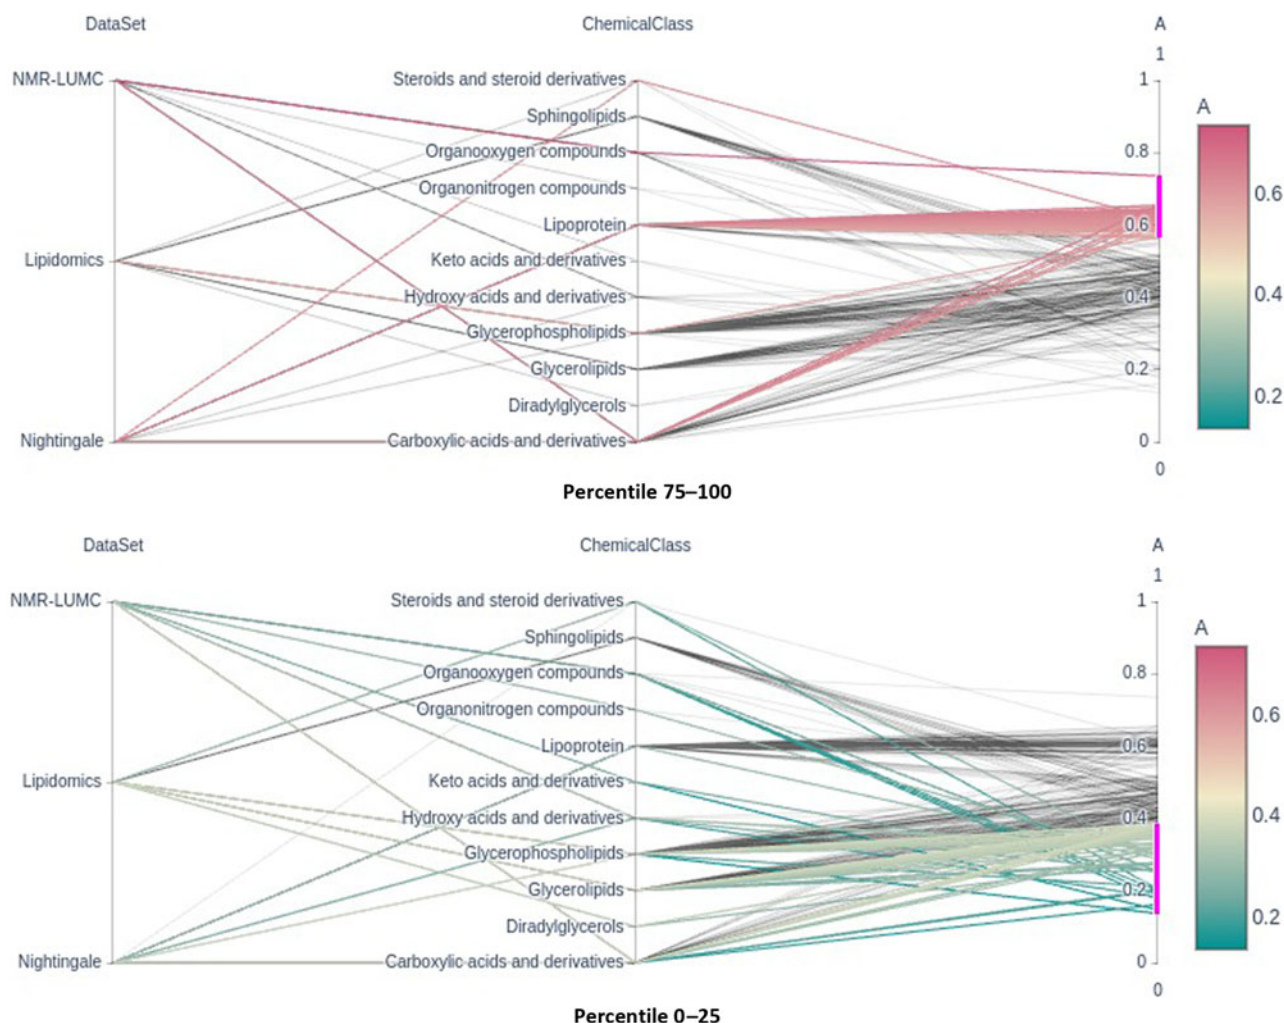 DataSet ChemicalClass A
1
NMR-LUMC Steroids and steroid derivatives 1
A
Sphingolipids
Organooxygen compounds 0.8
Organonitrogen compounds 0.6
Lipoprotein 0.6
Lipidomics Keto acids and derivatives
Hydroxy acids and derivatives 0.4 0.4
Glycerophospholipids
Glycerolipids 0.2
Diradylglycerols 0.2
Nightingale Carboxylic acids and derivatives 0
0
Percentile 75–100
DataSet ChemicalClass A
1
NMR-LUMC Steroids and steroid derivatives 1
A
Sphingolipids
Organooxygen compounds 0.8
Organonitrogen compounds 0.6
Lipoprotein 0.6
Lipidomics Keto acids and derivatives
Hydroxy acids and derivatives 0.4 0.4
Glycerophospholipids
Glycerolipids 0.2
Diradylglycerols 0.2
Nightingale Carboxylic acids and derivatives 0
0
Percentile 0–25